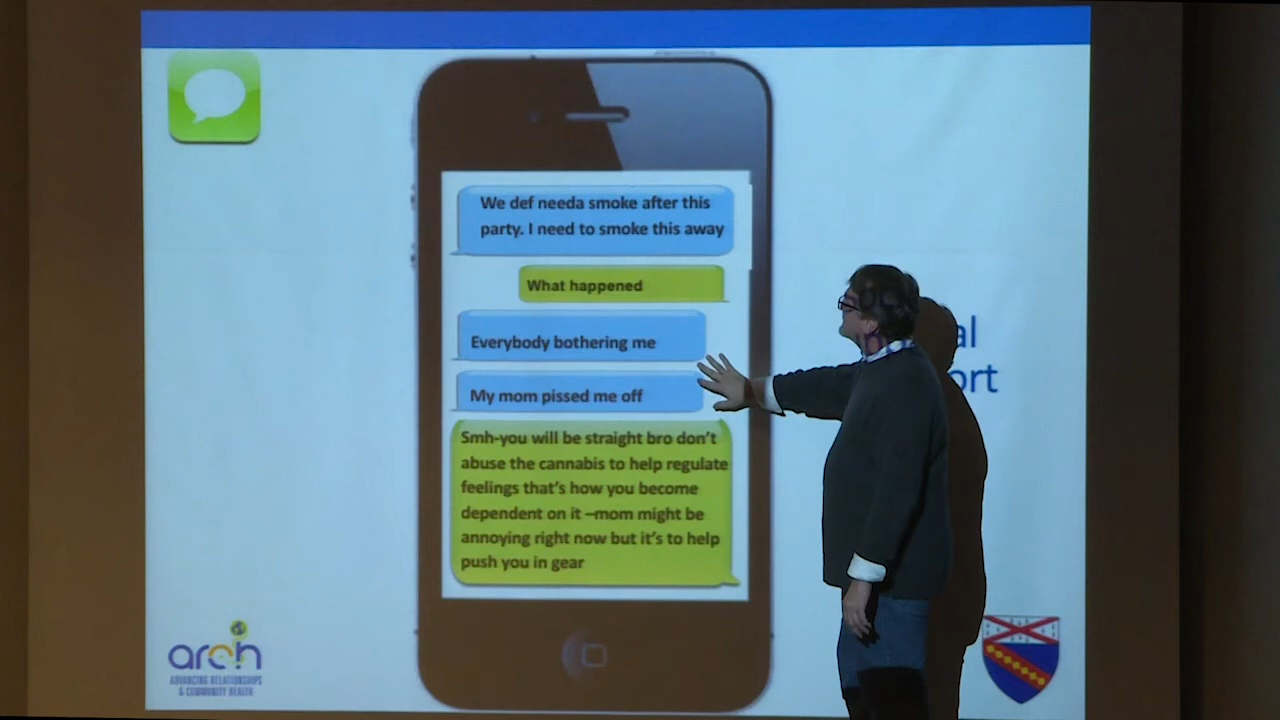 We def needa smoke after this
party. I need to smoke this away
What happened
Everybody bothering me
My mom pissed me off
Smh-you will be straight bro don't
abuse the cannabis to help regulate
feelings that's how you become
dependent on it –mom might be
annoying right now but it's to help
push you in gear
arch
ADVANCING RELATIONSHIPS
& COMMUNITY HEALTH